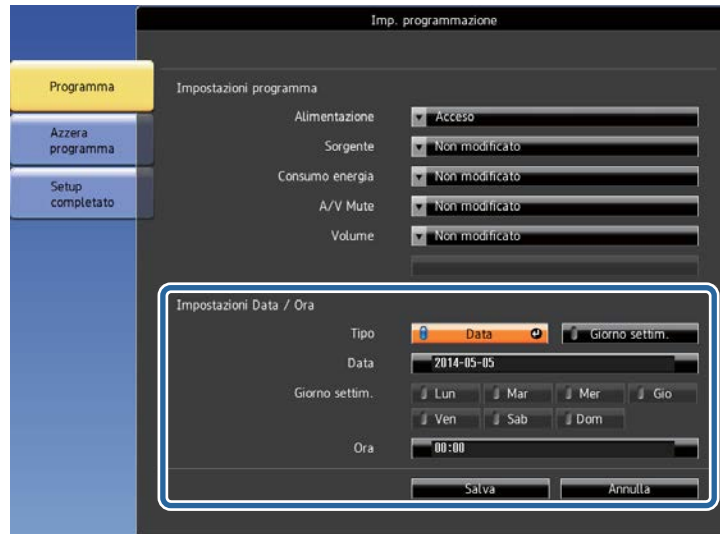 Imp. programmazione
Programma
Azzera
programma
Setup
completato
Impostazioni programma
Alimentazione Acceso
Sorgente Non modificato
Consumo energia Non modificato
A/V Mute Non modificato
Volume Non modificato
Impostazioni Data / Ora
Tipo Data Giorno settim.
Data 2014-05-05
Giorno settim. Lun Mar Mer Gio
Ven Sab Dom
Ora 00:00
Salva Annulla